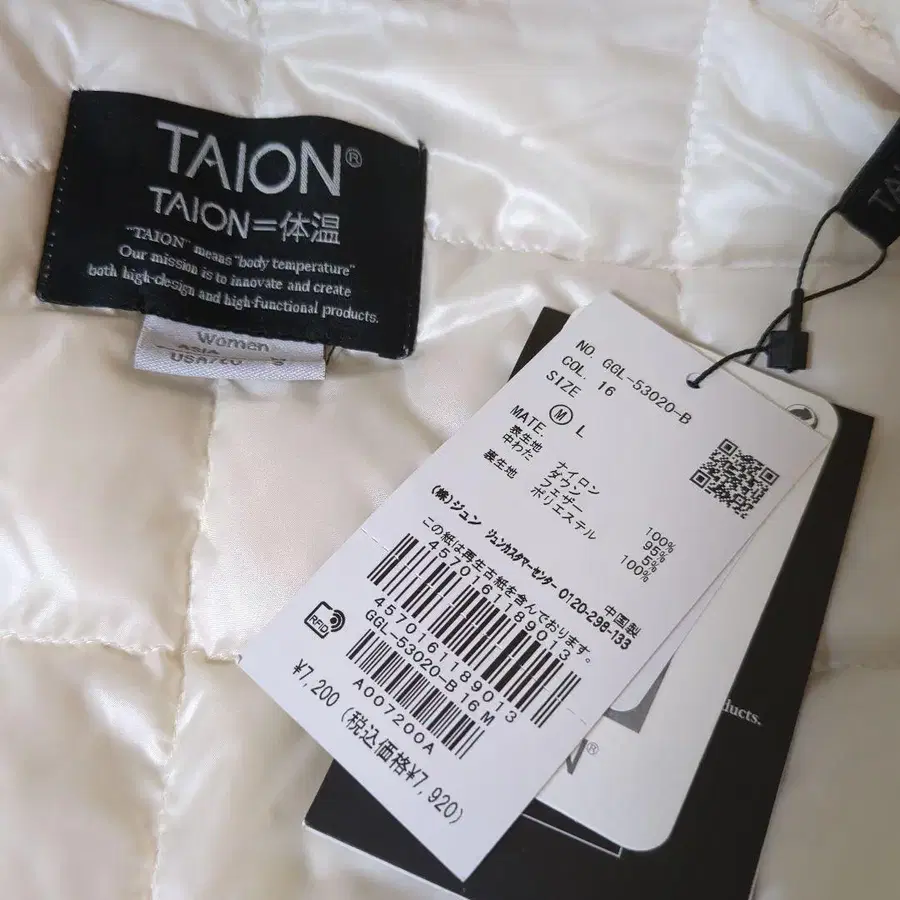 TAION®
TAION=体温
"TAION" means "body temperature"
Our mission is to innovate and create
both high-design and high-functional products.
Women
ASIA
USA/EU S
TA
NO. GGL-53020-B
COL. 16
SIZE
Ⓜ L
MATE.
表生地 ナイロン 100%
中わた ダウン 95%
フェザー 5%
裏生地 ポリエステル 100%
中国製
(株)ジュン ジュンカスタマーセンター 0120-298-133
この紙は再生古紙を含んでおります。
4570161189013
4570161189013
GGL-53020-B 16 M
A007200A
RFID
¥7,200 (税込価格¥7,920)
ducts.
N®